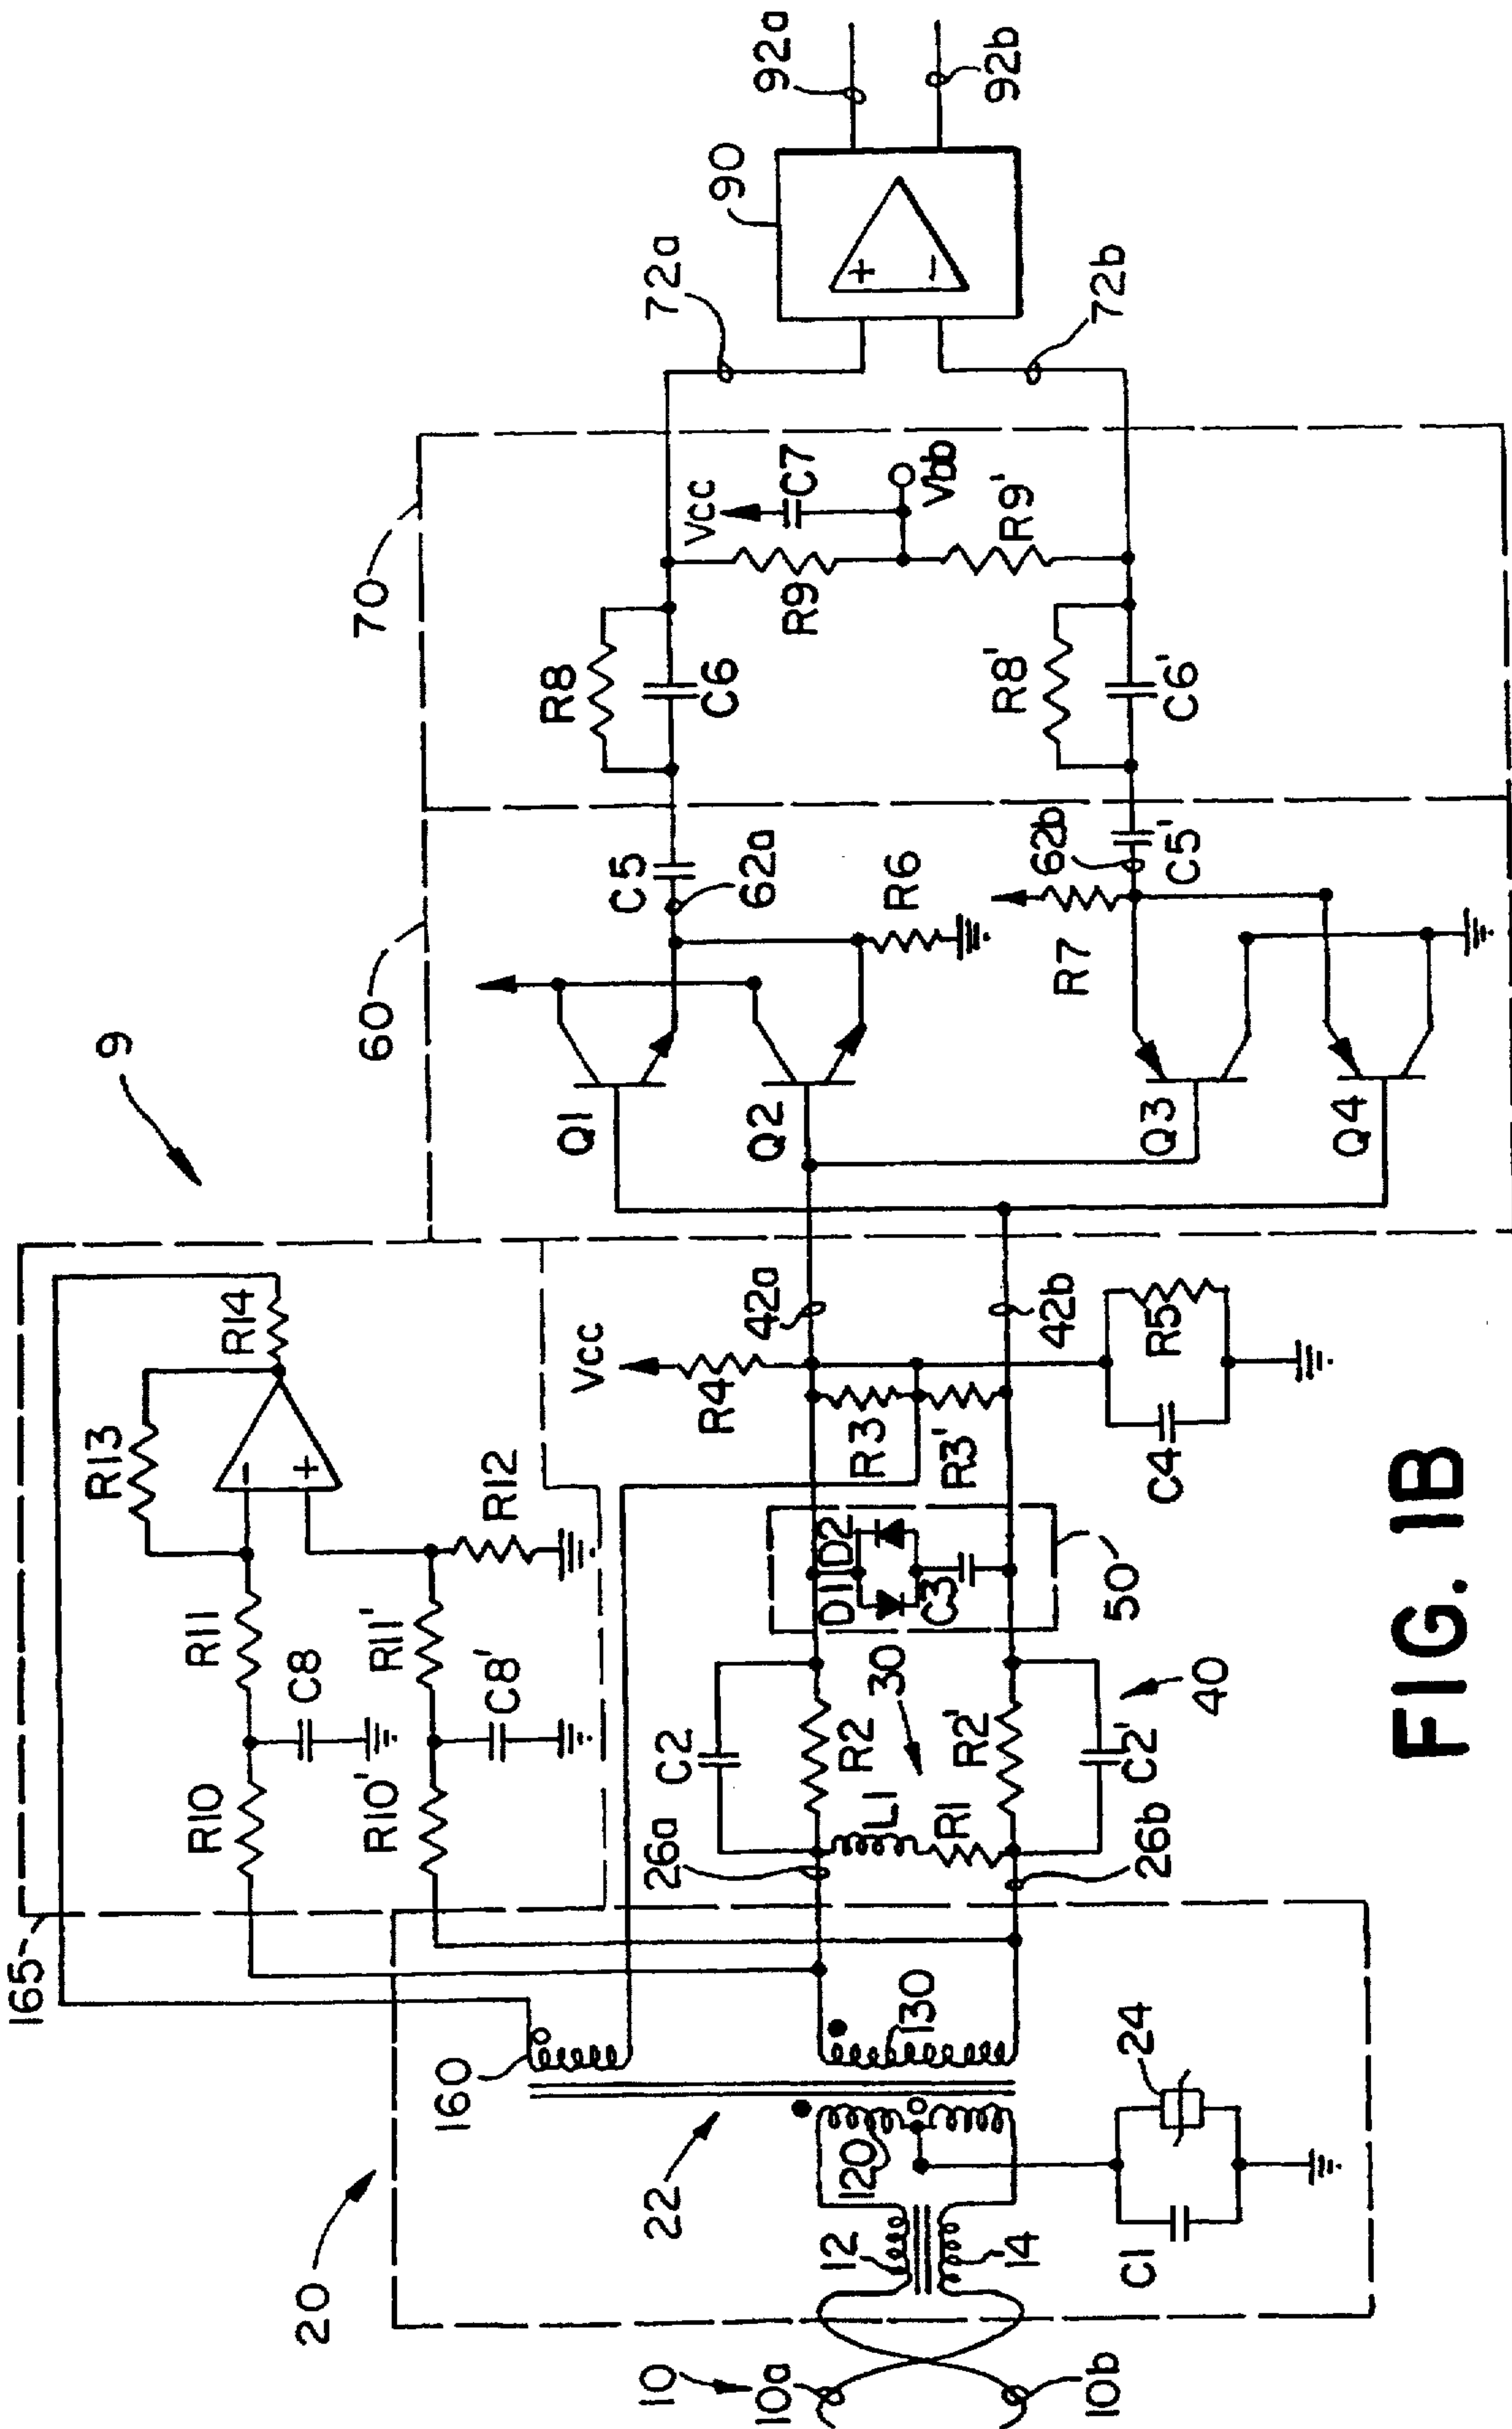 9
165
R13
R14
R11
R10
C8
R11'
R10'
C8'
R12
160
20
22
120
130
12
14
10
10a
10b
C1
24
26a
26b
C2
R2
L1
R1
30
R2'
C2'
40
D1
D2
C3
50
Vcc
R4
R3
R3'
42a
42b
C4
R5
60
Q1
Q2
Q3
Q4
C5
62a
R6
R7
62b
C5'
70
R8
C6
R8'
C6'
Vcc
C7
R9
Vbb
R9'
72a
72b
90
92a
92b
FIG. 1B